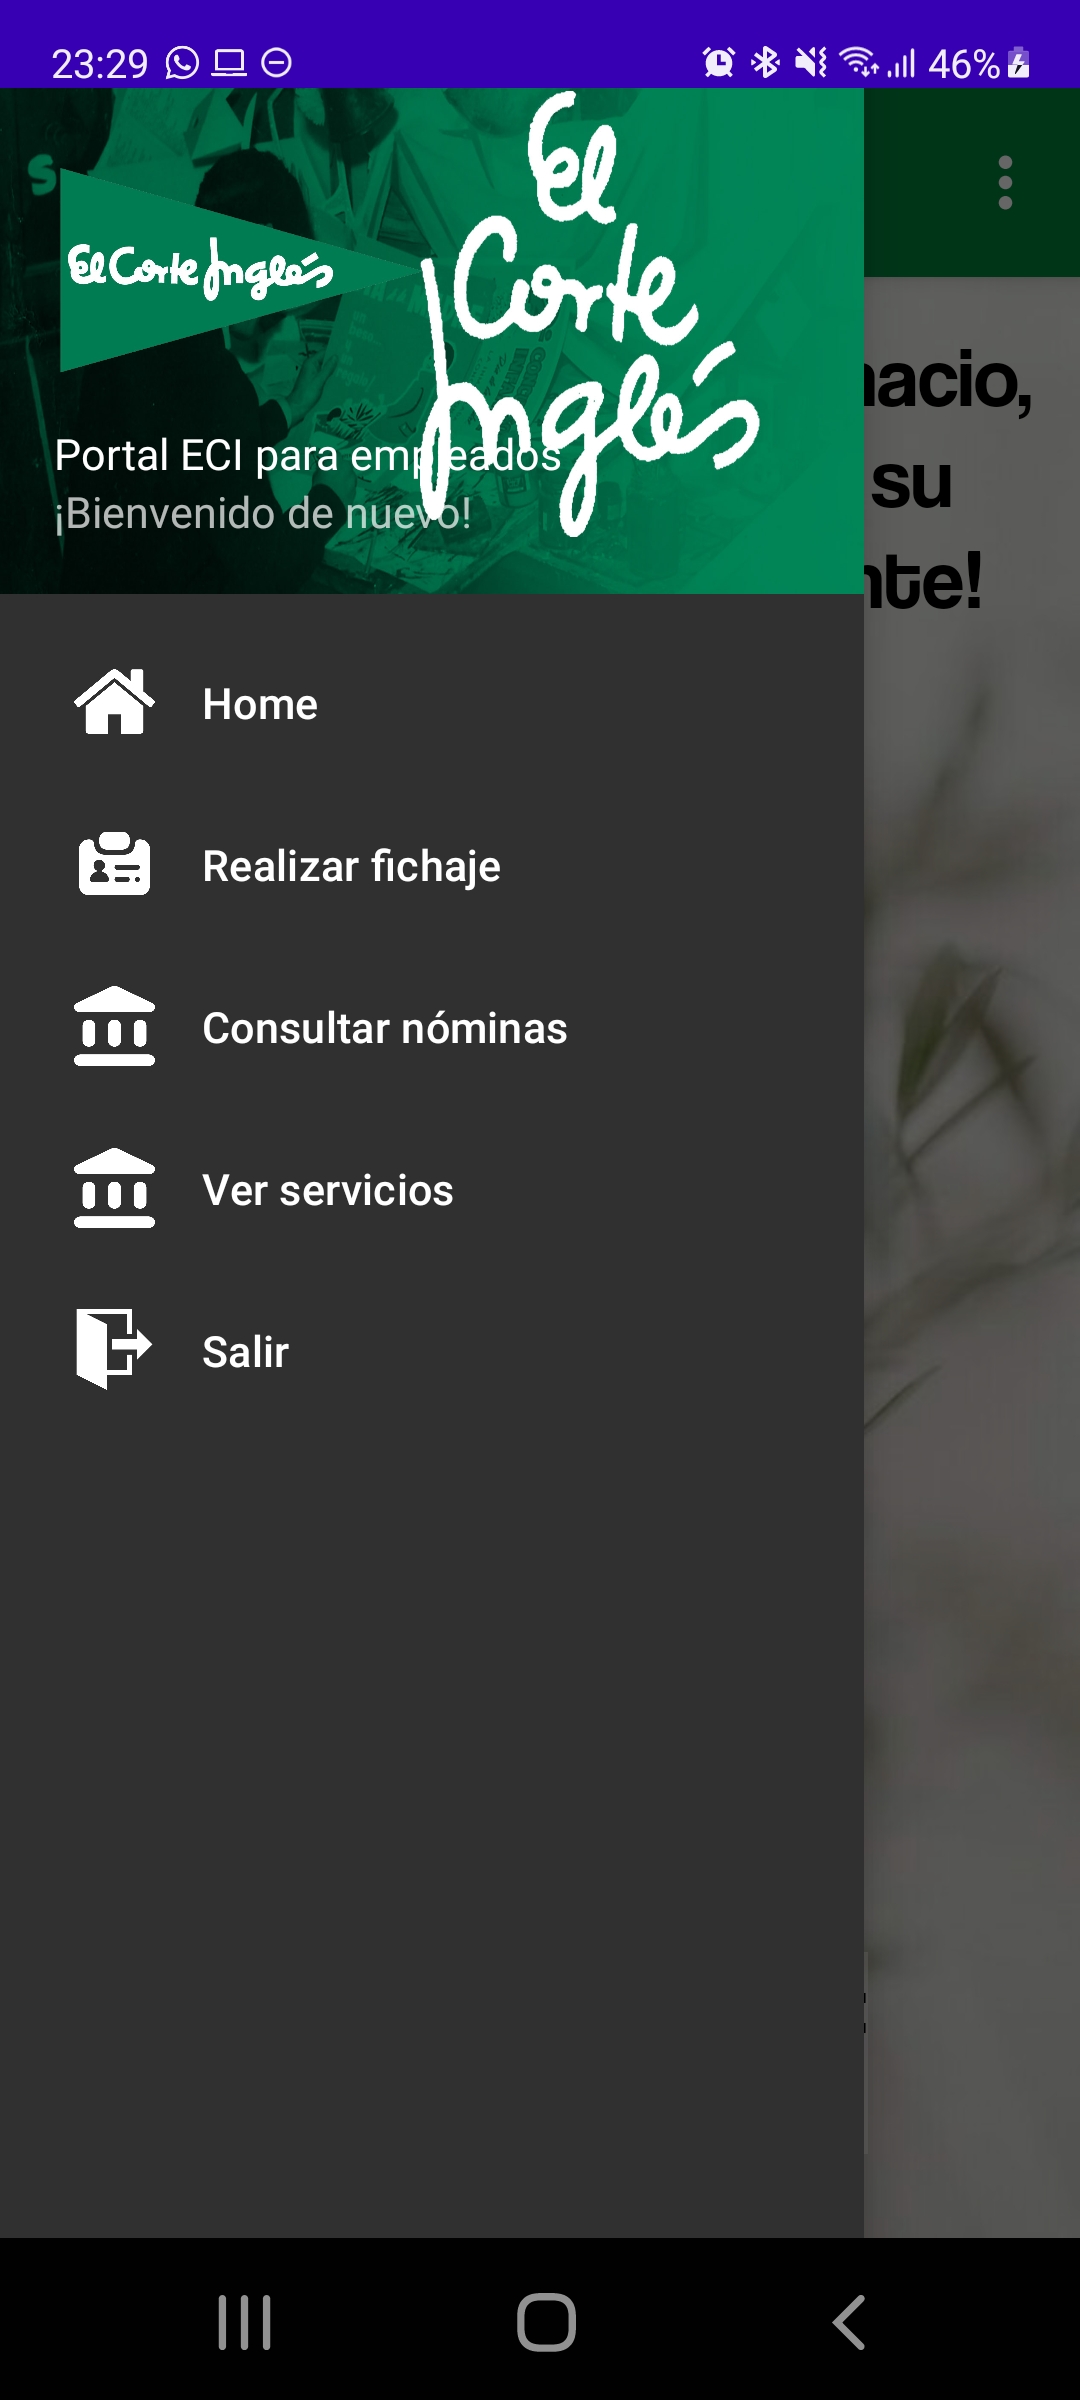 23:29
46%
El
Corte
Inglés
El Corte Inglés
Portal ECI para empleados
¡Bienvenido de nuevo!
nacio,
su
nte!
Home
Realizar fichaje
Consultar nóminas
Ver servicios
Salir